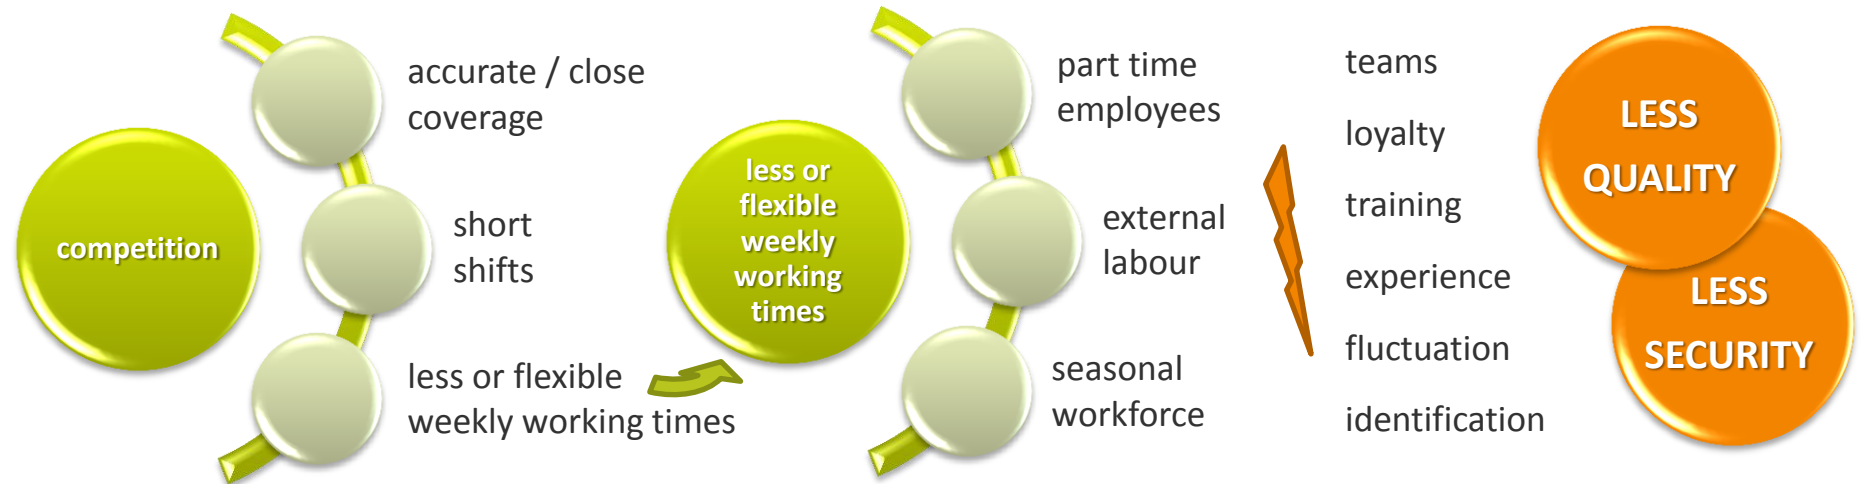 competition
accurate / close
coverage
short
shifts
less or flexible
weekly working times
less or
flexible
weekly
working
times
part time
employees
external
labour
seasonal
workforce
teams
loyalty
training
experience
fluctuation
identification
LESS
QUALITY
LESS
SECURITY